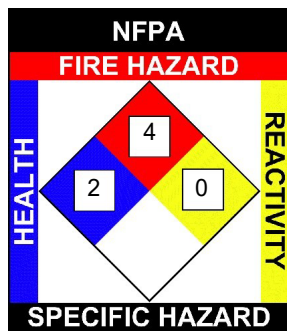 NFPA
FIRE HAZARD
HEALTH
4
2
0
REACTIVITY
SPECIFIC HAZARD